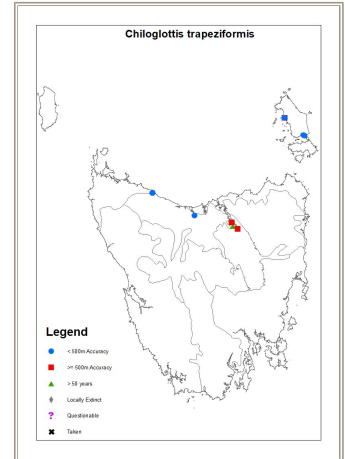 Chiloglottis trapeziformis
Legend
< 500m Accuracy
>= 500m Accuracy
> 50 years
Locally Extinct
Questionable
Taken